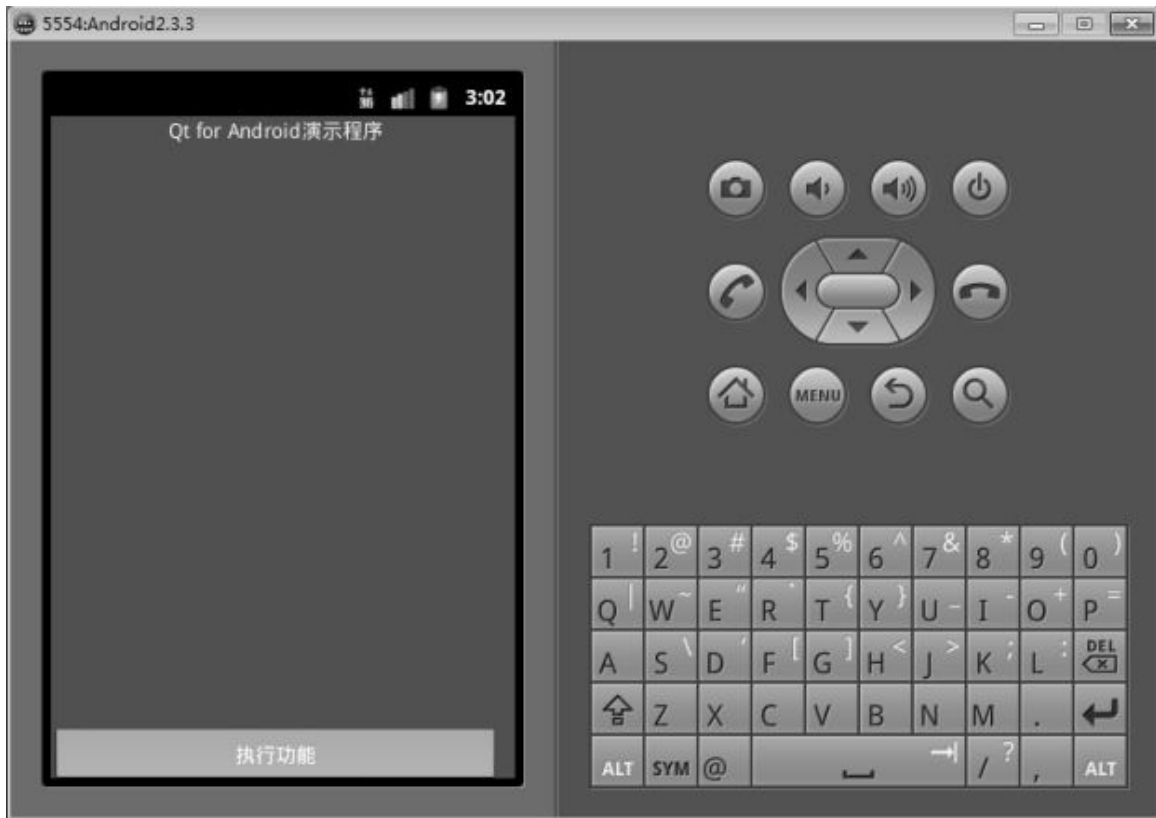 5554:Android2.3.3
3:02
Qt for Android演示程序
执行功能
MENU
1 ! 2 @ 3 # 4 $ 5 % 6 ^ 7 & 8 * 9 ( 0 )
Q | W ~ E " R ` T { Y } U _ I - O + P =
A S \ D ' F [ G ] H < J > K ; L : DEL
Z X C V B N M .
ALT SYM @ / ? , ALT